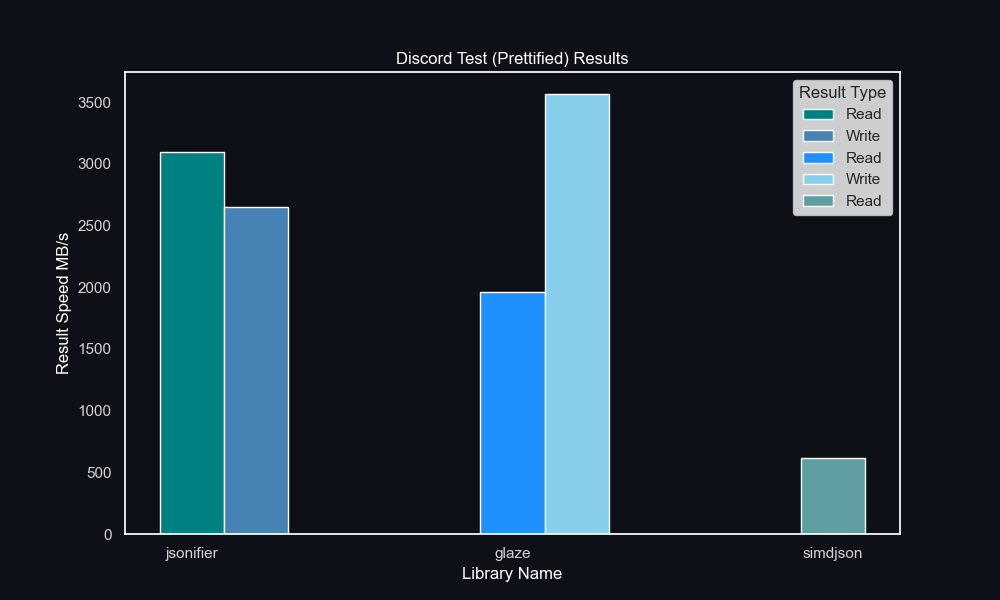 Discord Test (Prettified) Results
Result Speed MB/s
3500
3000
2500
2000
1500
1000
500
0
Result Type
Read
Write
Read
Write
Read
jsonifier
glaze
simdjson
Library Name